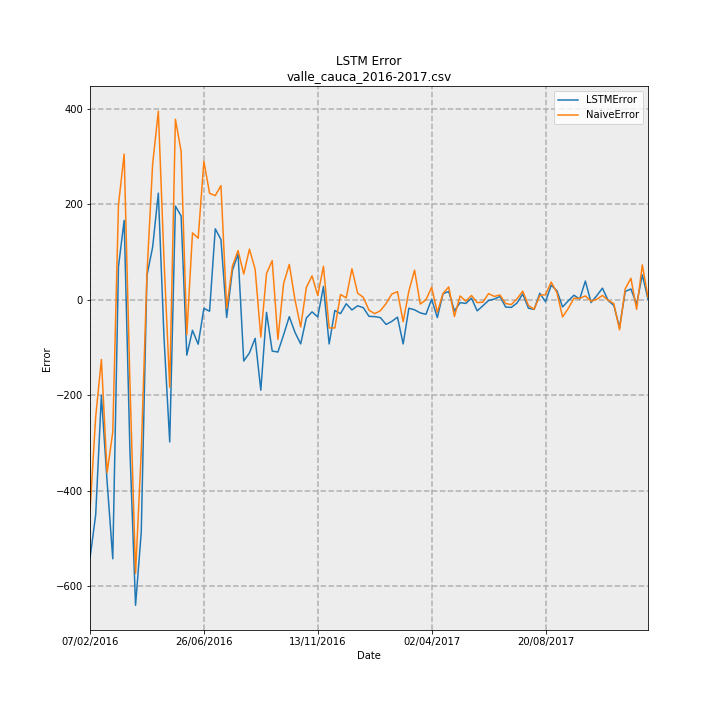 LSTM Error
valle_cauca_2016-2017.csv
LSTMError
NaiveError
400
200
0
−200
−400
−600
Error
07/02/2016
26/06/2016
13/11/2016
02/04/2017
20/08/2017
Date